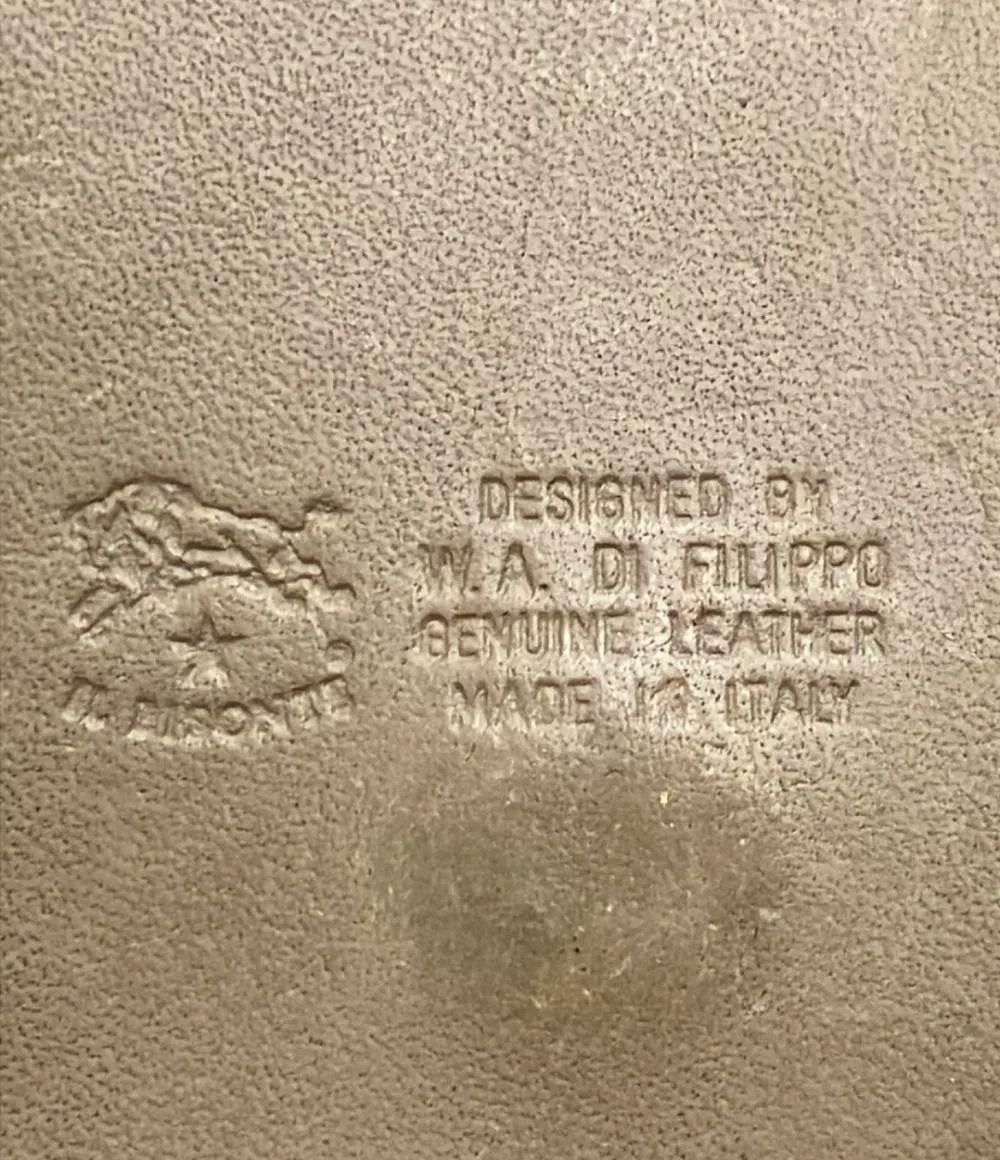 IL BISONTE
DESIGNED BY
W. A. DI FILIPPO
GENUINE LEATHER
MADE IN ITALY